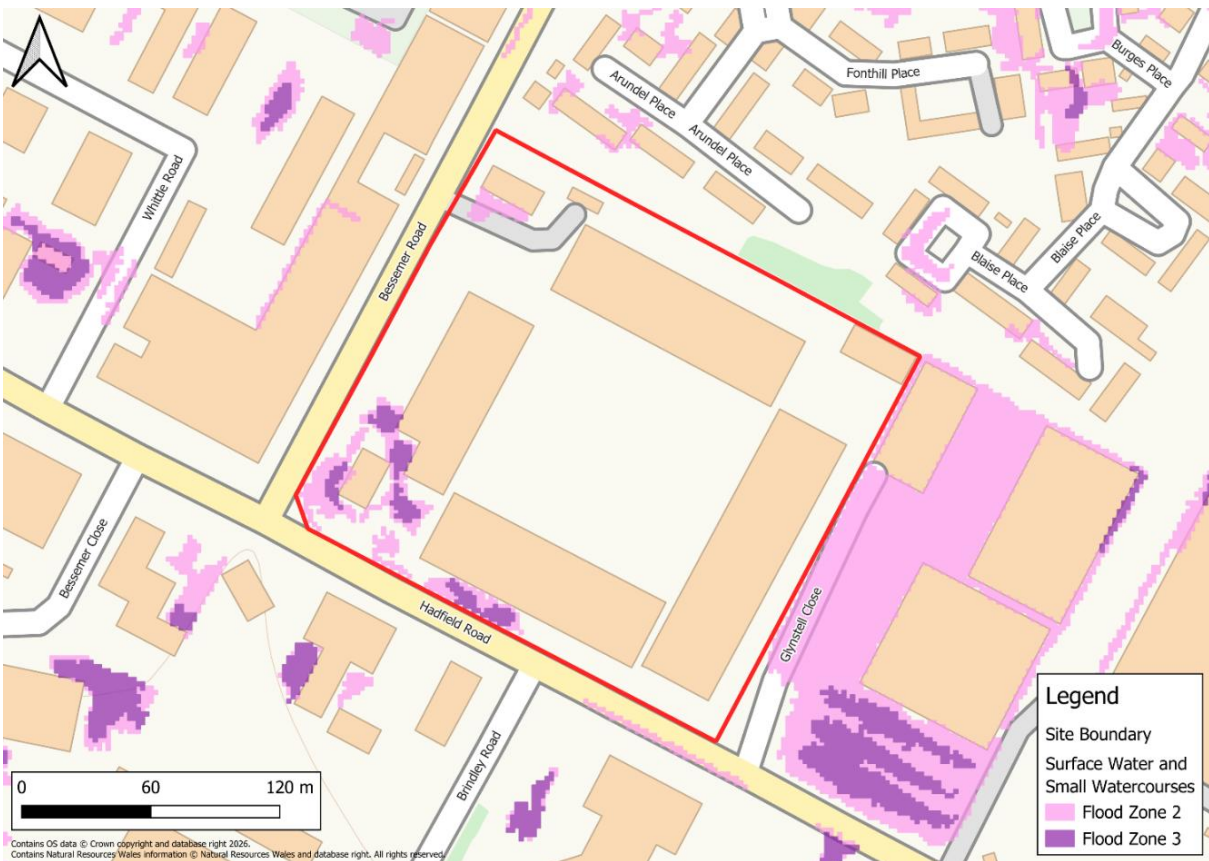 Burges Place
Fonthill Place
Arundel Place
Arundel Place
Whittle Road
Blaise Place
Bessemer Road
Blaise Place
Bessemer Close
Hadfield Road
Glynstell Close
Brindley Road
Legend
Site Boundary
Surface Water and
Small Watercourses
Flood Zone 2
Flood Zone 3
0 60 120 m
Contains OS data © Crown copyright and database right 2026.
Contains Natural Resources Wales information © Natural Resources Wales and database right. All rights reserved.